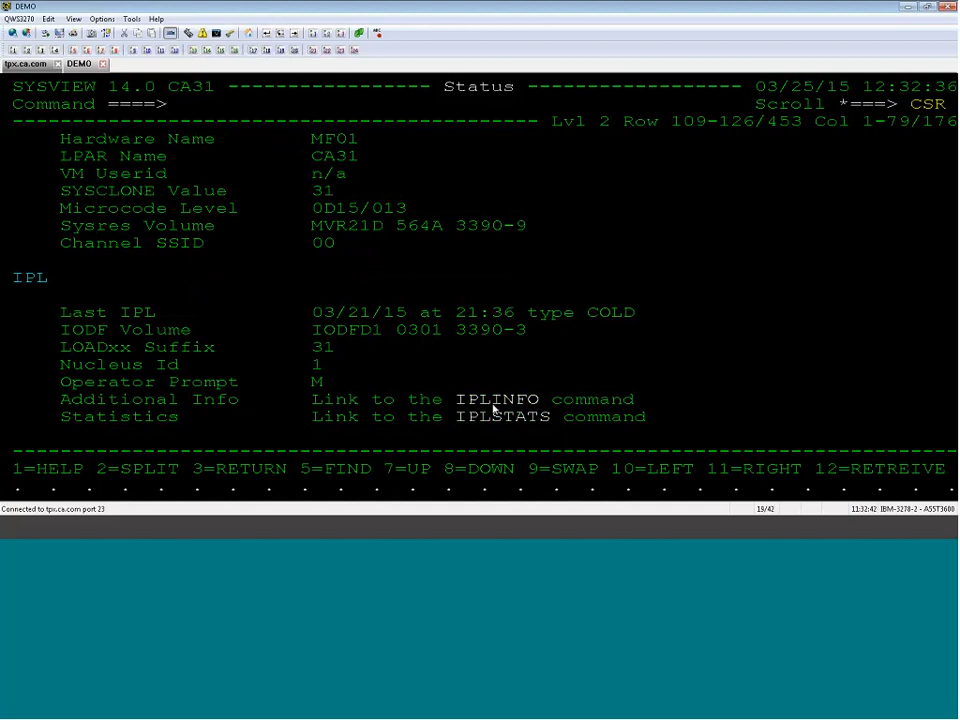 DEMO
QWS3270 Edit View Options Tools Help
tpx.ca.com DEMO
SYSVIEW 14.0 CA31 ----------------- Status ------------------ 03/25/15 12:32:36
Command ====> Scroll *===> CSR
-------------------------------------------- Lvl 2 Row 109-126/453 Col 1-79/176
Hardware Name MF01
LPAR Name CA31
VM Userid n/a
SYSCLONE Value 31
Microcode Level 0D15/013
Sysres Volume MVR21D 564A 3390-9
Channel SSID 00
IPL
Last IPL 03/21/15 at 21:36 type COLD
IODF Volume IODFD1 0301 3390-3
LOADxx Suffix 31
Nucleus Id 1
Operator Prompt M
Additional Info Link to the IPLINFO command
Statistics Link to the IPLSTATS command
-------------------------------------------------------------------------------
1=HELP 2=SPLIT 3=RETURN 5=FIND 7=UP 8=DOWN 9=SWAP 10=LEFT 11=RIGHT 12=RETREIVE
Connected to tpx.ca.com port 23 19/42 11:32:42 IBM-3278-2 - A55T3600